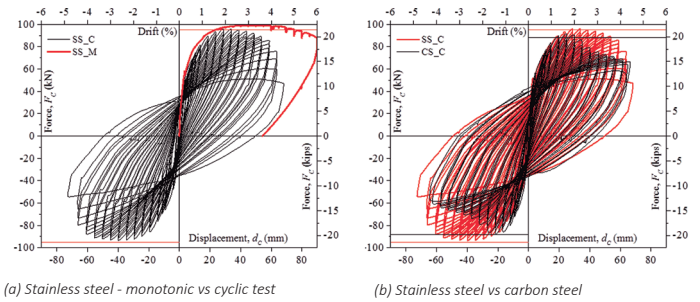 -6 -5 -4 -3 -2 -1 0 1 2 3 4 5 6
100
80
60
40
20
0
-20
-40
-60
-80
-100
Force, Fc (kN)
SS_C
SS_M
Drift (%)
20
15
10
5
0
-5
-10
-15
-20
Force, Fc (kips)
Displacement, dc (mm)
-80 -60 -40 -20 0 20 40 60 80
(a) Stainless steel - monotonic vs cyclic test
-6 -5 -4 -3 -2 -1 0 1 2 3 4 5 6
100
80
60
40
20
0
-20
-40
-60
-80
-100
Force, Fc (kN)
SS_C
CS_C
Drift (%)
20
15
10
5
0
-5
-10
-15
-20
Force, Fc (kips)
Displacement, dc (mm)
-80 -60 -40 -20 0 20 40 60 80
(b) Stainless steel vs carbon steel